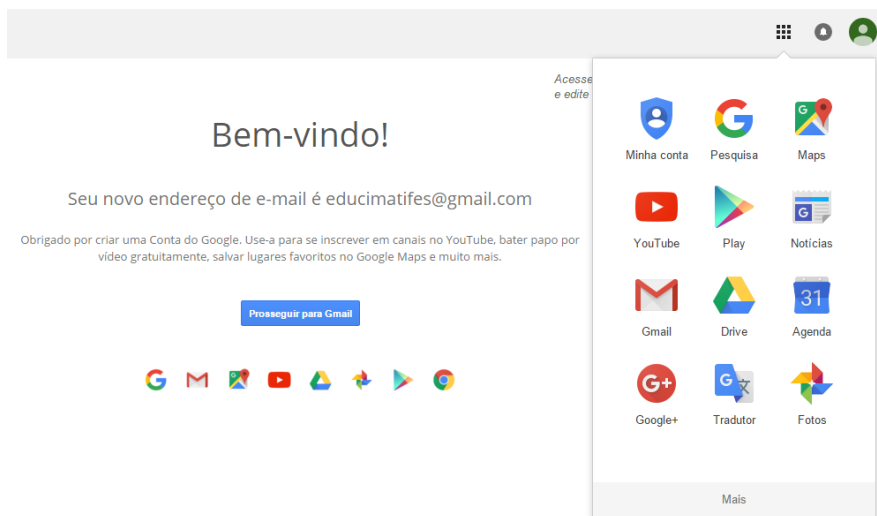 Acesse
e edite
Bem-vindo!
Seu novo endereço de e-mail é educimatifes@gmail.com
Obrigado por criar uma Conta do Google. Use-a para se inscrever em canais no YouTube, bater papo por
vídeo gratuitamente, salvar lugares favoritos no Google Maps e muito mais.
Prosseguir para Gmail
Minha conta Pesquisa Maps
YouTube Play G Notícias
Gmail Drive 31 Agenda
G+ G 文
Google+ Tradutor Fotos
Mais